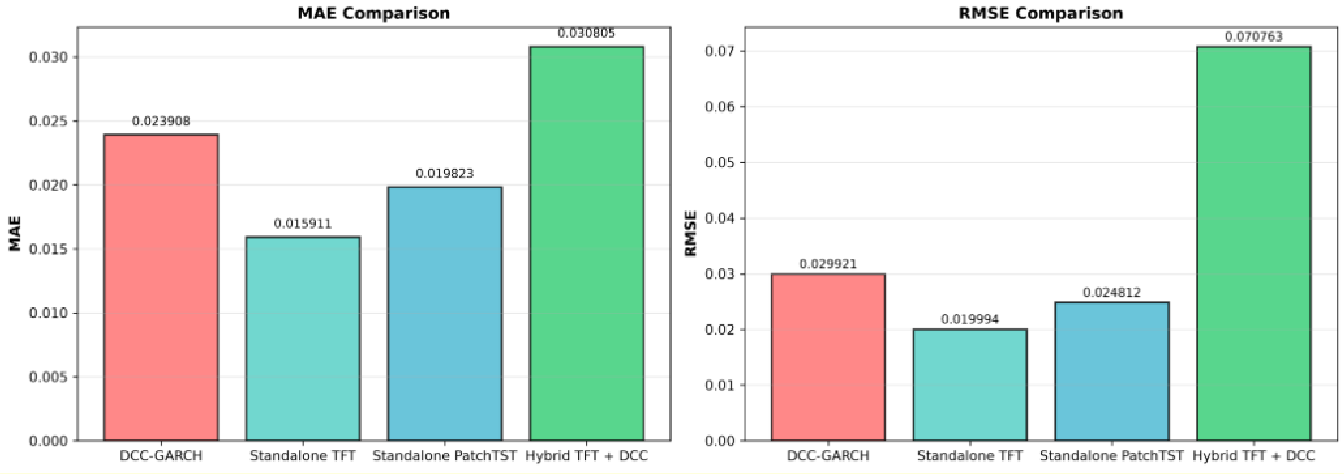 MAE Comparison
MAE
0.030
0.025
0.020
0.015
0.010
0.005
0.000
0.023908
0.015911
0.019823
0.030805
DCC-GARCH
Standalone TFT
Standalone PatchTST
Hybrid TFT + DCC
RMSE Comparison
RMSE
0.07
0.06
0.05
0.04
0.03
0.02
0.01
0.00
0.029921
0.019994
0.024812
0.070763
DCC-GARCH
Standalone TFT
Standalone PatchTST
Hybrid TFT + DCC